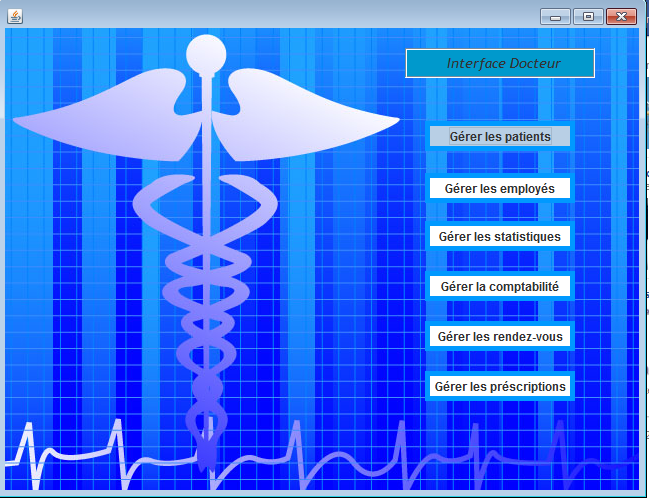 Interface Docteur
Gérer les patients
Gérer les employés
Gérer les statistiques
Gérer la comptabilité
Gérer les rendez-vous
Gérer les préscriptions